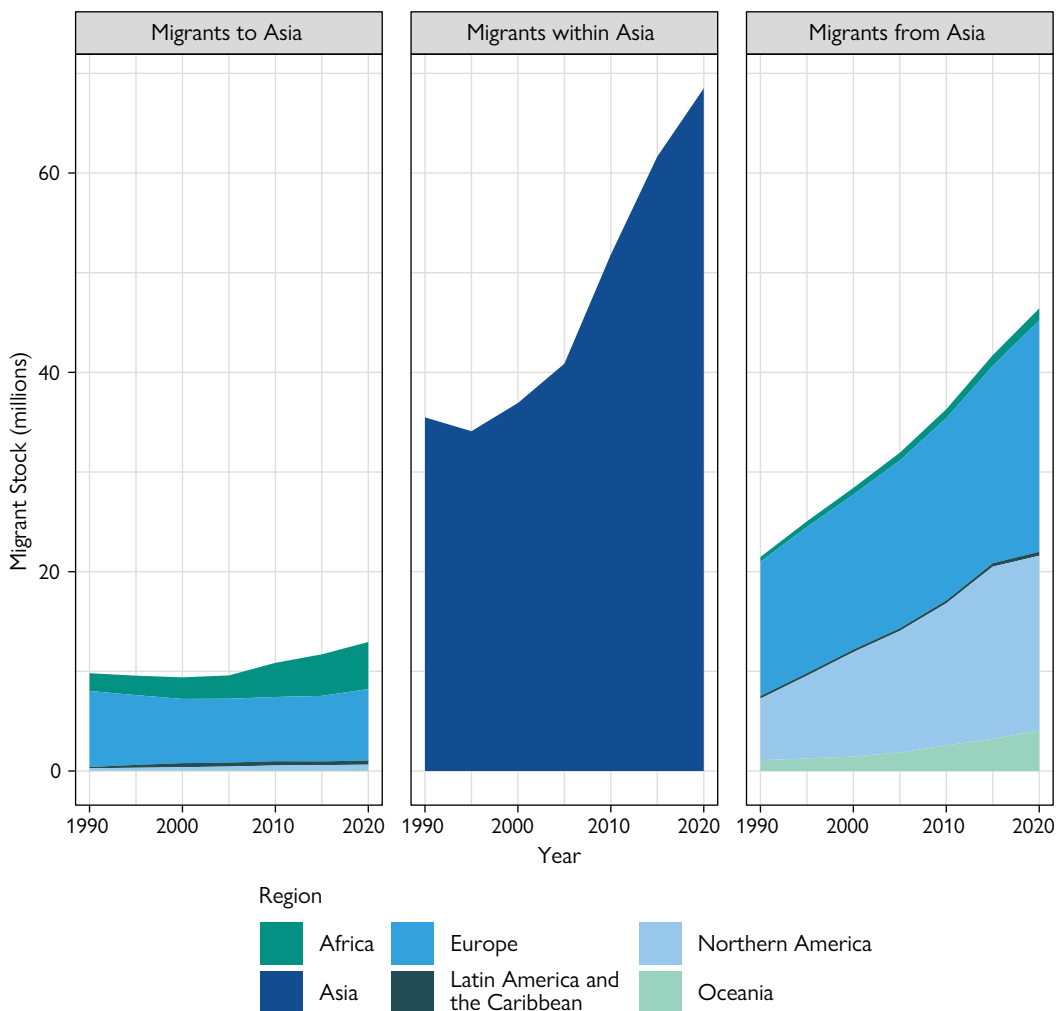 Migrants to Asia
Migrants within Asia
Migrants from Asia
Migrant Stock (millions)
60
40
20
0
1990 2000 2010 2020
1990 2000 2010 2020
1990 2000 2010 2020
Year
Region
Africa
Europe
Northern America
Asia
Latin America and
the Caribbean
Oceania